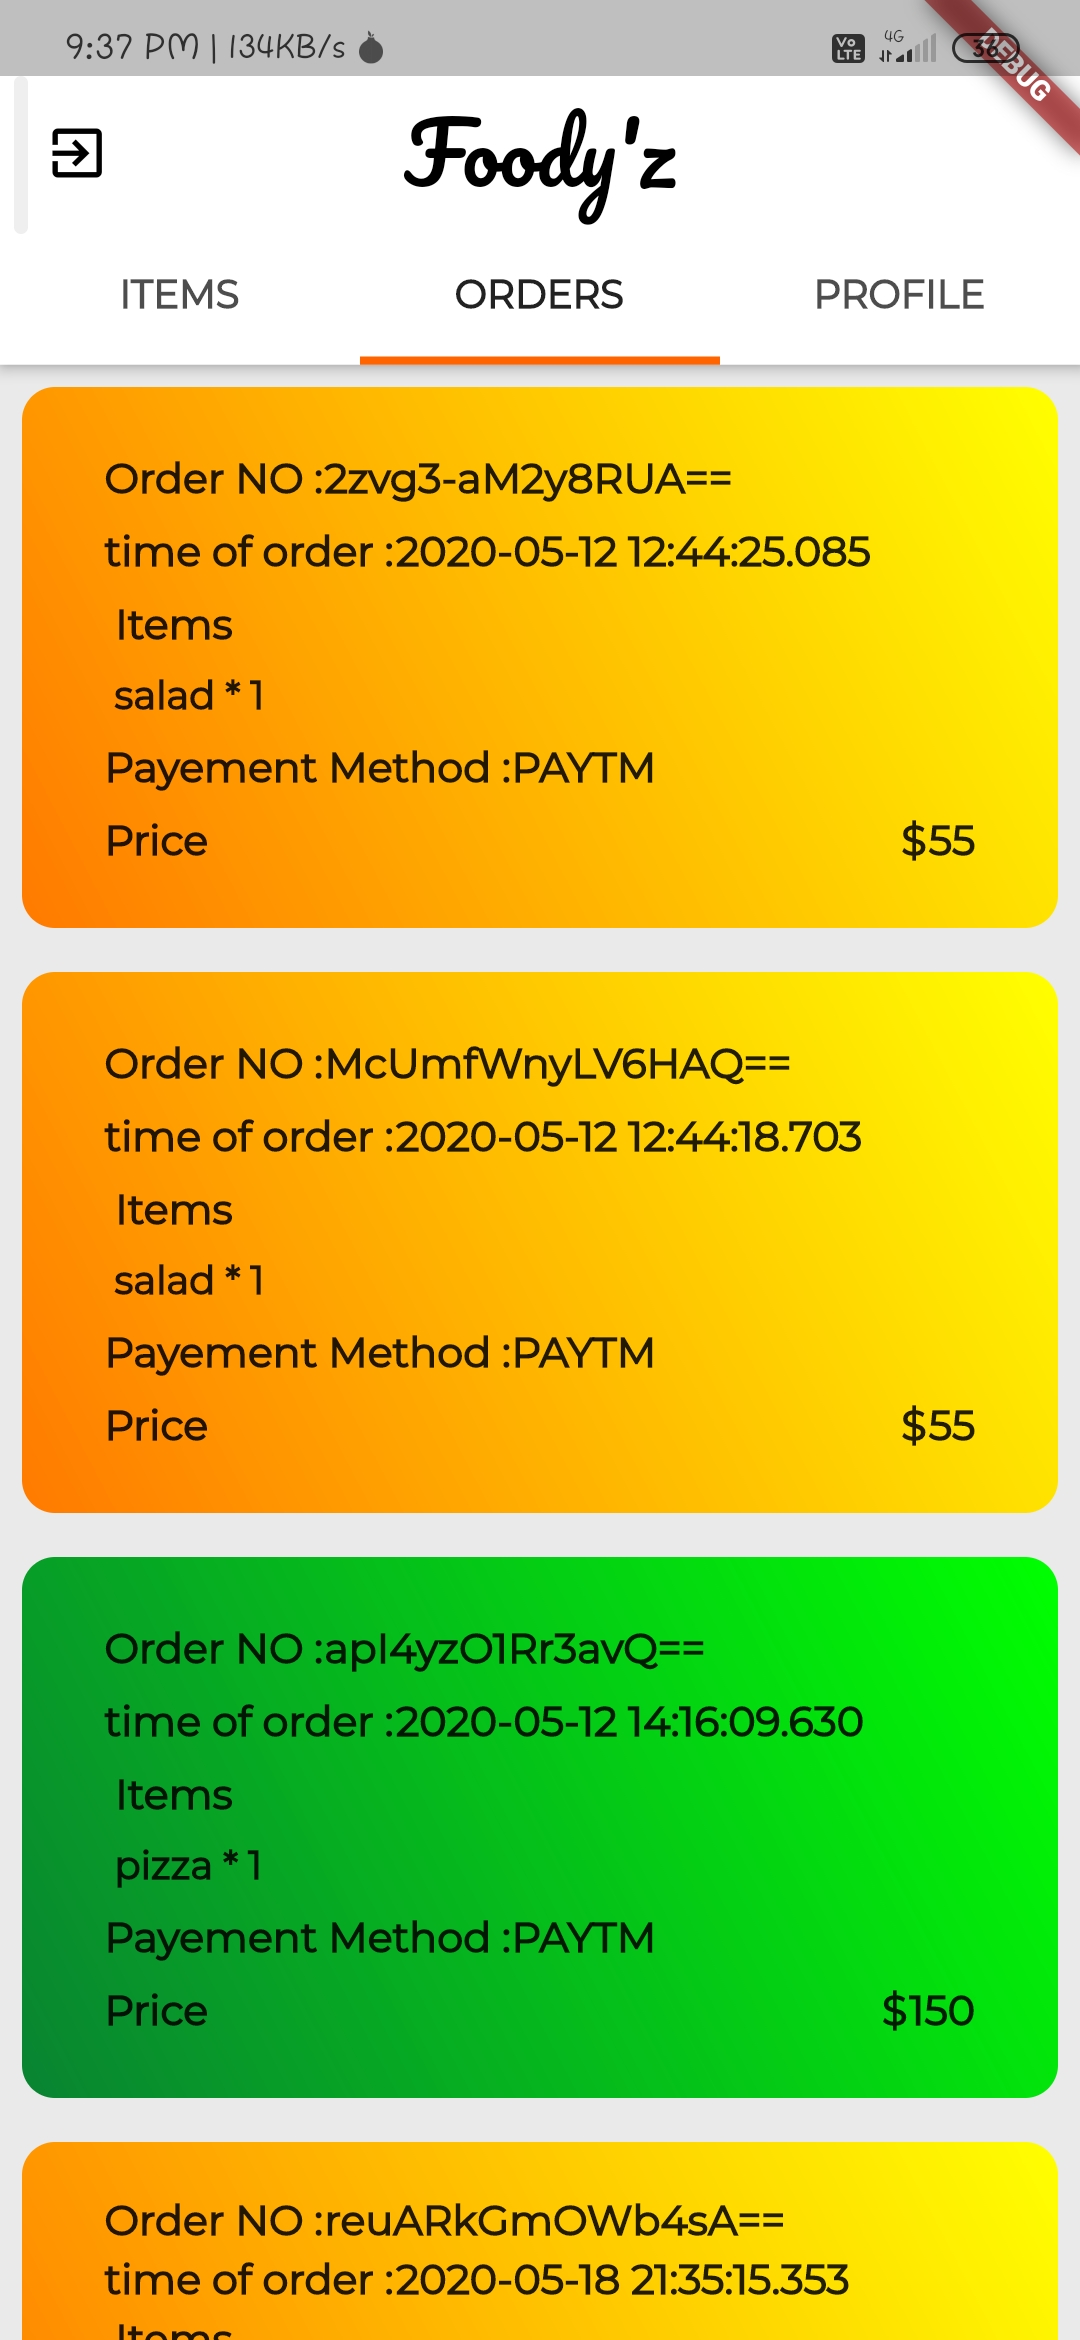 9:37 PM | 134KB/s
Vo LTE 4G 36
DEBUG
Foody'z
ITEMS ORDERS PROFILE
Order NO :2zvg3-aM2y8RUA==
time of order :2020-05-12 12:44:25.085
Items
salad * 1
Payement Method :PAYTM
Price $55
Order NO :McUmfWnyLV6HAQ==
time of order :2020-05-12 12:44:18.703
Items
salad * 1
Payement Method :PAYTM
Price $55
Order NO :apI4yzO1Rr3avQ==
time of order :2020-05-12 14:16:09.630
Items
pizza * 1
Payement Method :PAYTM
Price $150
Order NO :reuARkGmOWb4sA==
time of order :2020-05-18 21:35:15.353
Items